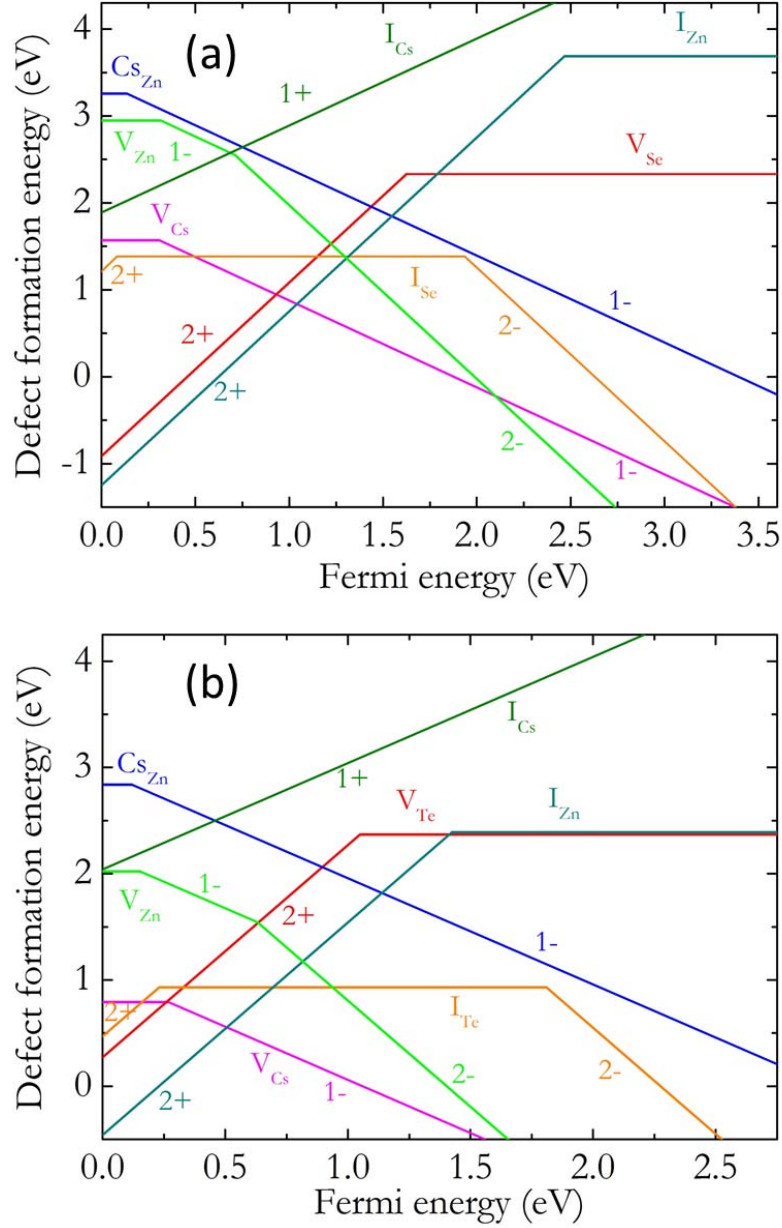 (a)
I_Cs
I_Zn
Cs_Zn
1+
V_Zn
1-
V_Se
V_Cs
2+
I_Se
2+
2+
2-
1-
2-
1-
4
3
2
1
0
-1
0.0 0.5 1.0 1.5 2.0 2.5 3.0 3.5
Defect formation energy (eV)
Fermi energy (eV)
(b)
I_Cs
Cs_Zn
1+
V_Te
I_Zn
V_Zn
1-
2+
1-
2+
I_Te
V_Cs
1-
2+
2-
2-
4
3
2
1
0
0.0 0.5 1.0 1.5 2.0 2.5
Defect formation energy (eV)
Fermi energy (eV)